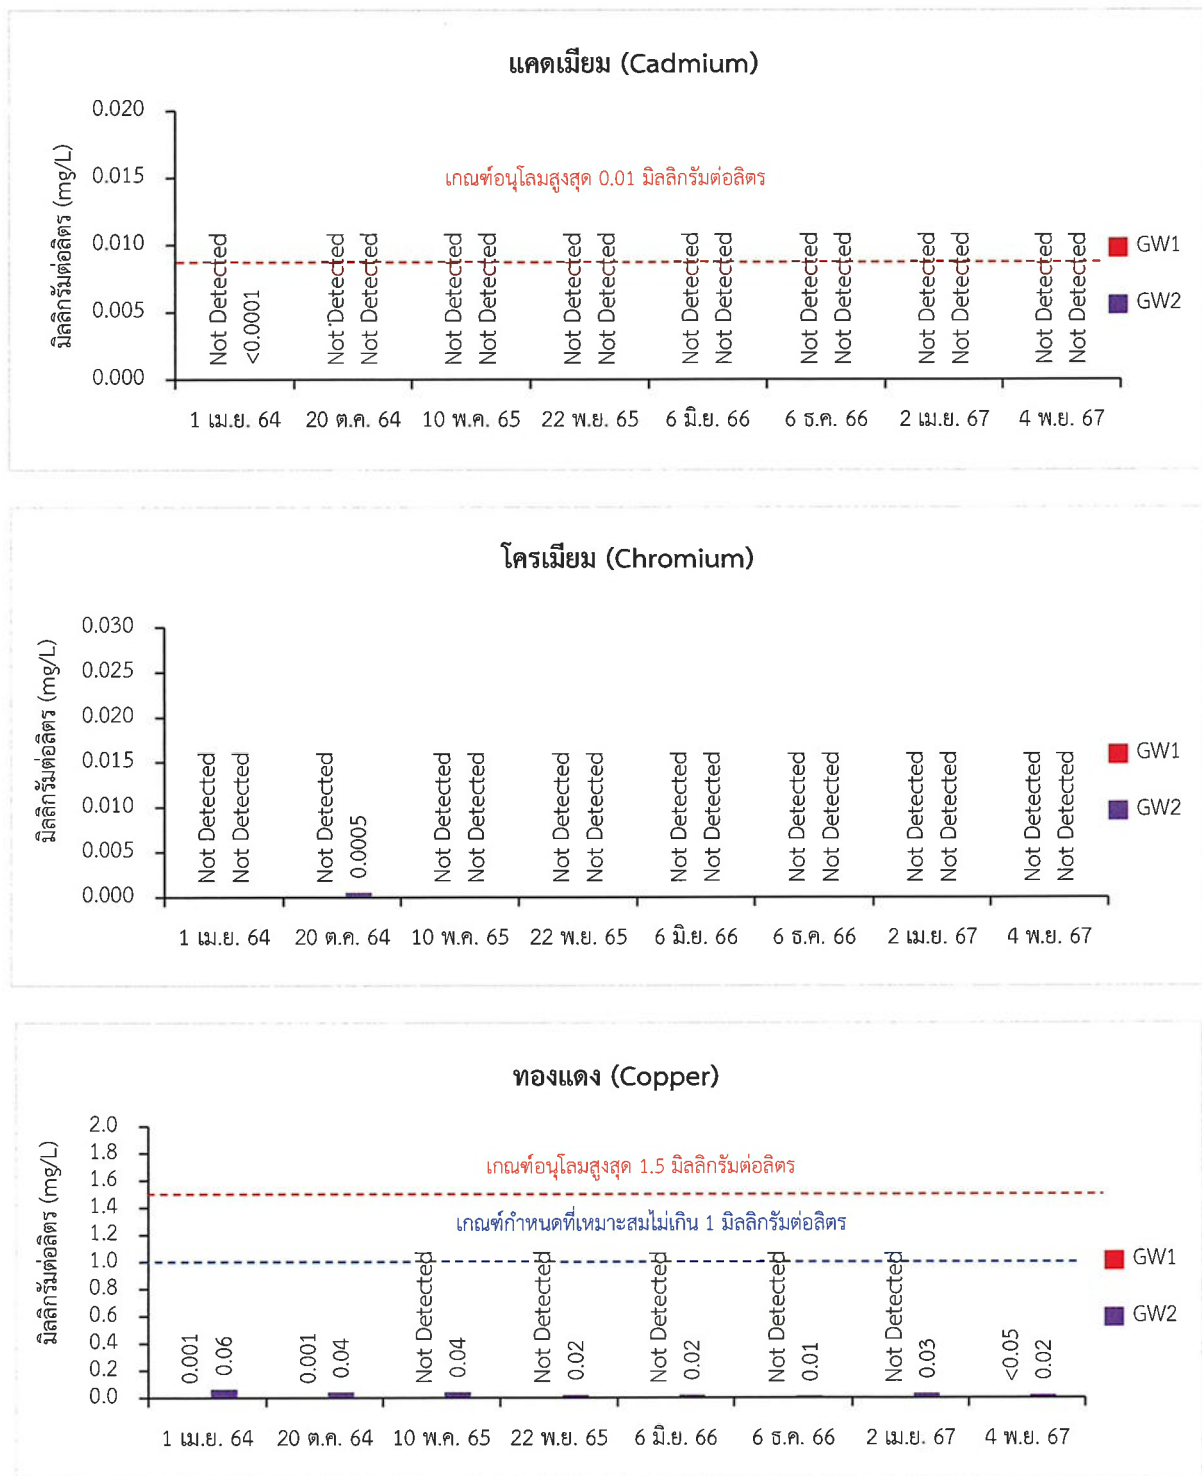 แคดเมียม (Cadmium)
มิลลิกรัมต่อลิตร (mg/L)
0.020
0.015
0.010
0.005
0.000
เกณฑ์อนุโลมสูงสุด 0.01 มิลลิกรัมต่อลิตร
Not Detected
<0.0001
Not Detected
Not Detected
Not Detected
Not Detected
Not Detected
Not Detected
Not Detected
Not Detected
Not Detected
Not Detected
Not Detected
Not Detected
Not Detected
Not Detected
GW1
GW2
1 เม.ย. 64 20 ต.ค. 64 10 พ.ค. 65 22 พ.ย. 65 6 มิ.ย. 66 6 ธ.ค. 66 2 เม.ย. 67 4 พ.ย. 67
โครเมียม (Chromium)
มิลลิกรัมต่อลิตร (mg/L)
0.030
0.025
0.020
0.015
0.010
0.005
0.000
Not Detected
Not Detected
Not Detected
0.0005
Not Detected
Not Detected
Not Detected
Not Detected
Not Detected
Not Detected
Not Detected
Not Detected
Not Detected
Not Detected
Not Detected
Not Detected
GW1
GW2
1 เม.ย. 64 20 ต.ค. 64 10 พ.ค. 65 22 พ.ย. 65 6 มิ.ย. 66 6 ธ.ค. 66 2 เม.ย. 67 4 พ.ย. 67
ทองแดง (Copper)
มิลลิกรัมต่อลิตร (mg/L)
2.0
1.8
1.6
1.4
1.2
1.0
0.8
0.6
0.4
0.2
0.0
เกณฑ์อนุโลมสูงสุด 1.5 มิลลิกรัมต่อลิตร
เกณฑ์กำหนดที่เหมาะสมไม่เกิน 1 มิลลิกรัมต่อลิตร
0.001
0.06
0.001
0.04
Not Detected
0.04
Not Detected
0.02
Not Detected
0.02
Not Detected
0.01
Not Detected
0.03
<0.05
0.02
GW1
GW2
1 เม.ย. 64 20 ต.ค. 64 10 พ.ค. 65 22 พ.ย. 65 6 มิ.ย. 66 6 ธ.ค. 66 2 เม.ย. 67 4 พ.ย. 67